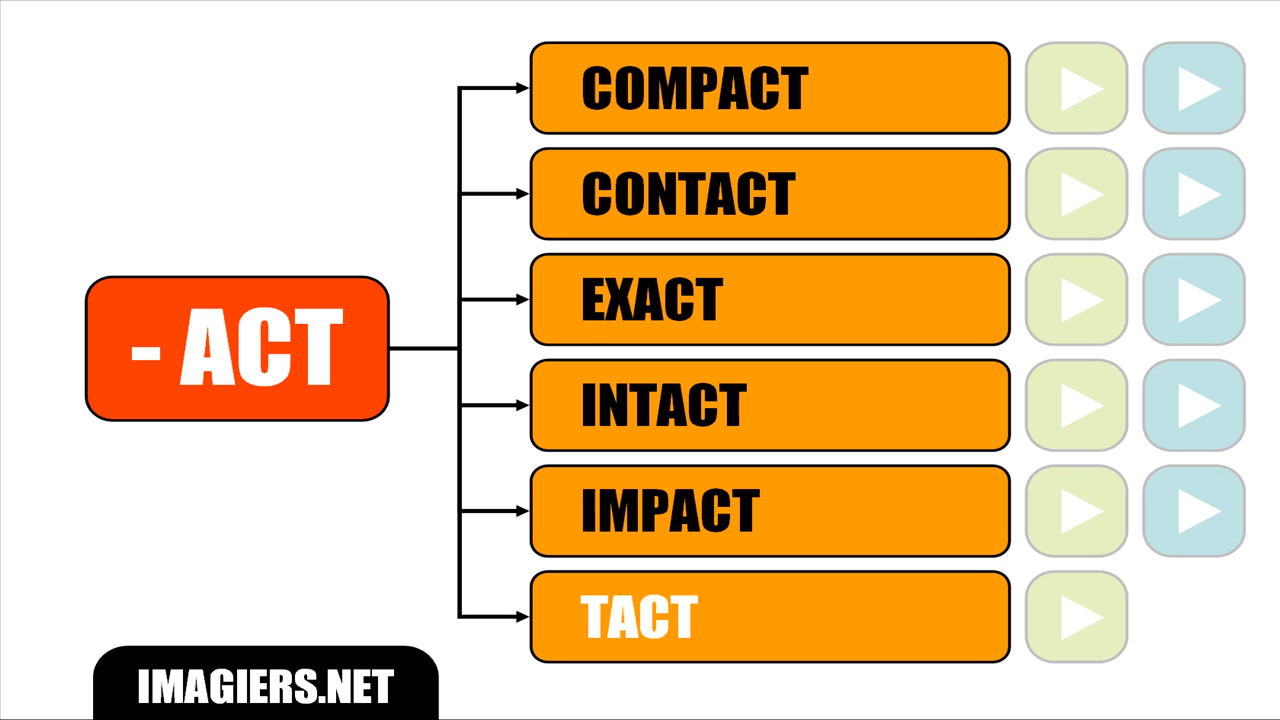 COMPACT
CONTACT
EXACT
- ACT
INTACT
IMPACT
TACT
IMAGIERS.NET